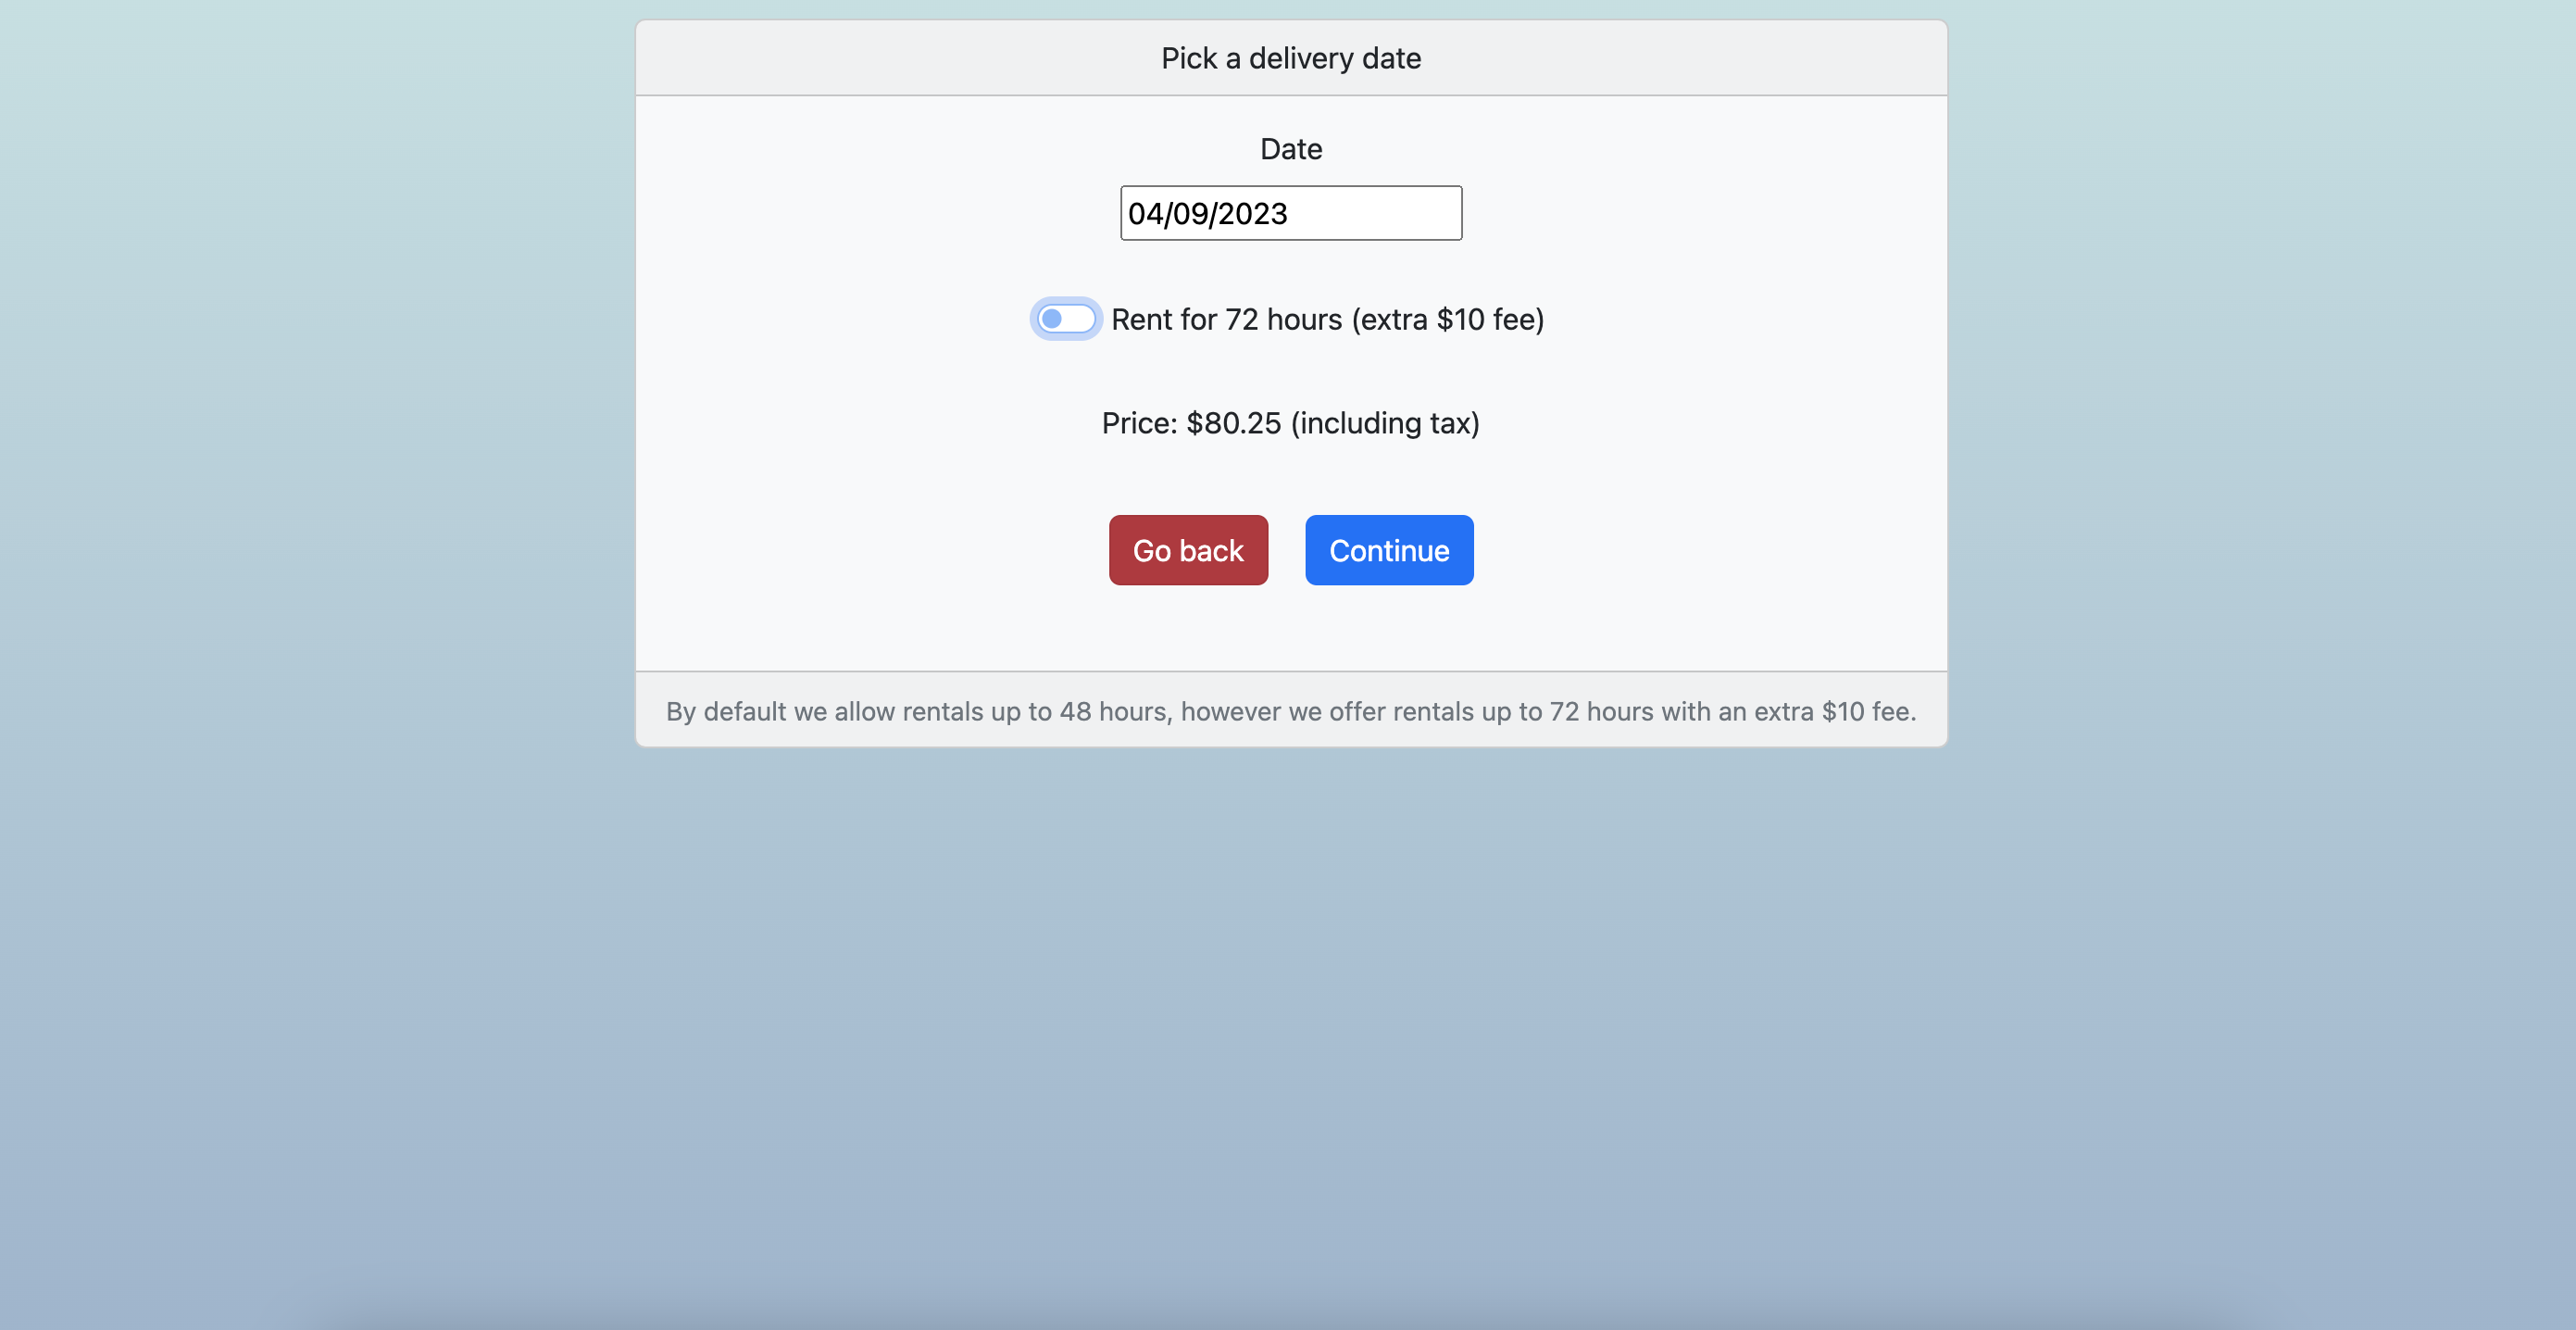 Pick a delivery date
Date
04/09/2023
Rent for 72 hours (extra $10 fee)
Price: $80.25 (including tax)
Go back Continue
By default we allow rentals up to 48 hours, however we offer rentals up to 72 hours with an extra $10 fee.